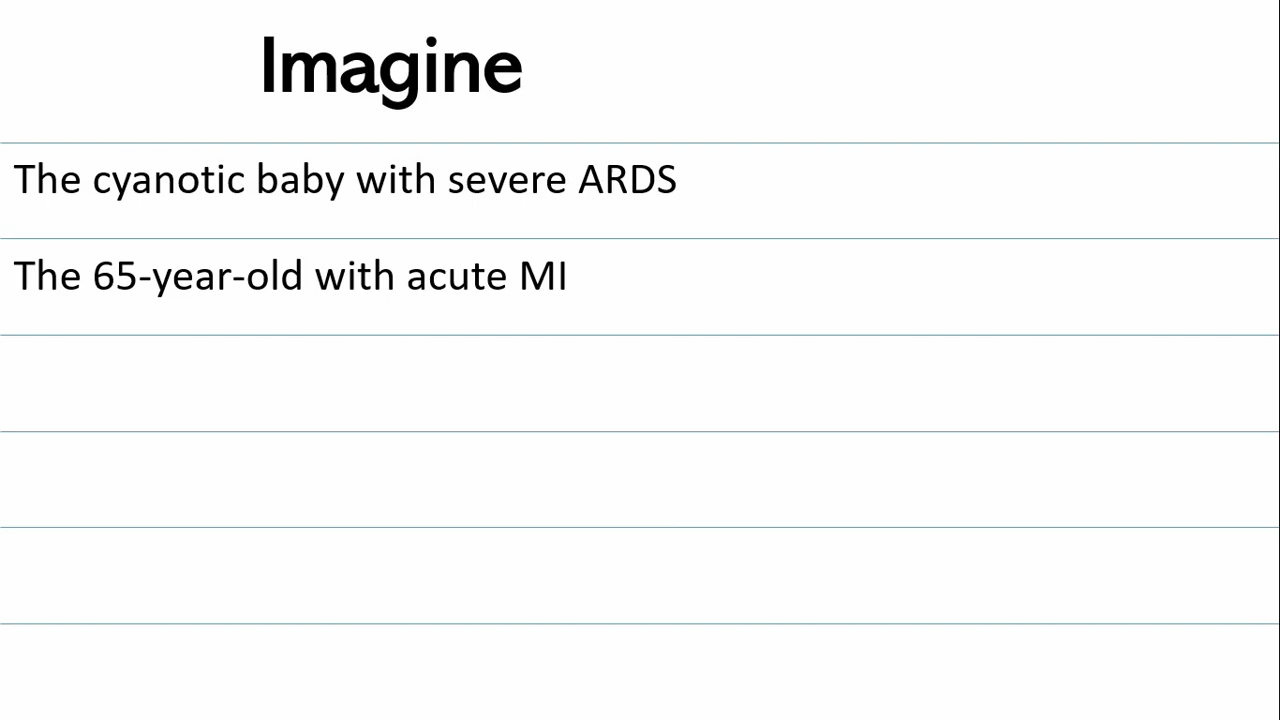 Imagine
The cyanotic baby with severe ARDS
The 65-year-old with acute MI